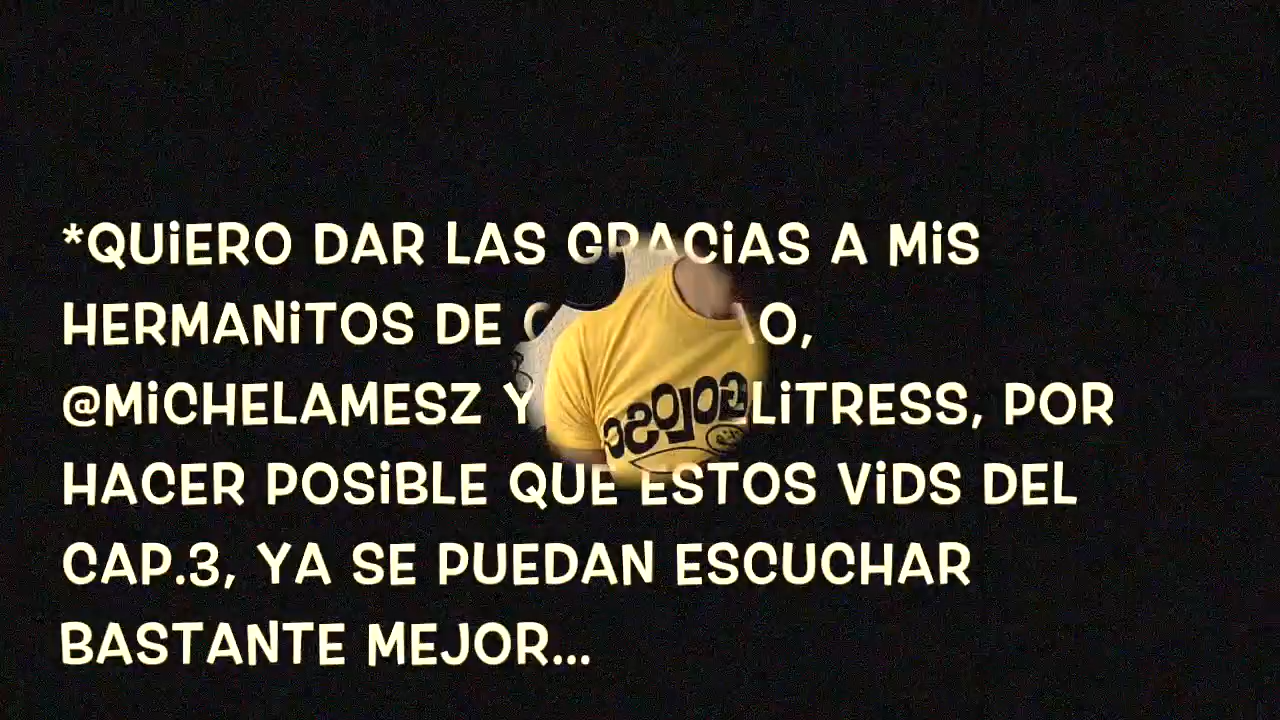 *QUiERO DAR LAS GRACiAS A MiS
HERMANiTOS DE
@MiCHELAMESZ Y
HACER POSiBLE QUE ESTOS ViDS DEL
CAP.3, YA SE PUEDAN ESCUCHAR
BASTANTE MEJOR...
POR